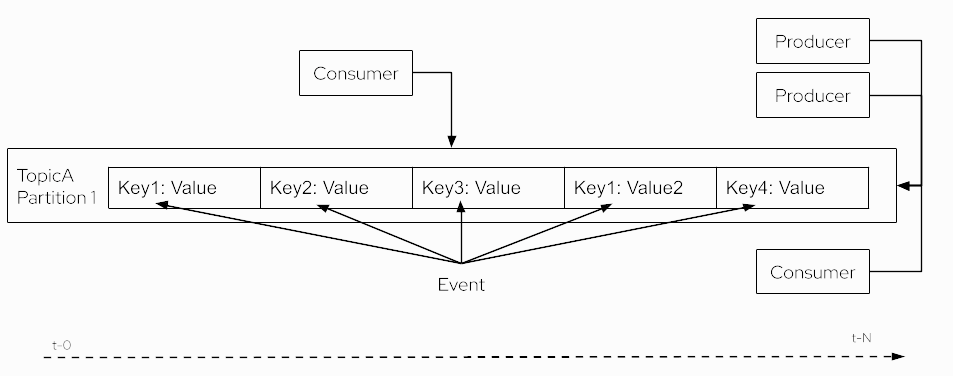 Producer
Consumer
Producer
TopicA
Partition 1
Key1: Value
Key2: Value
Key3: Value
Key1: Value2
Key4: Value
Event
Consumer
t-0
t-N